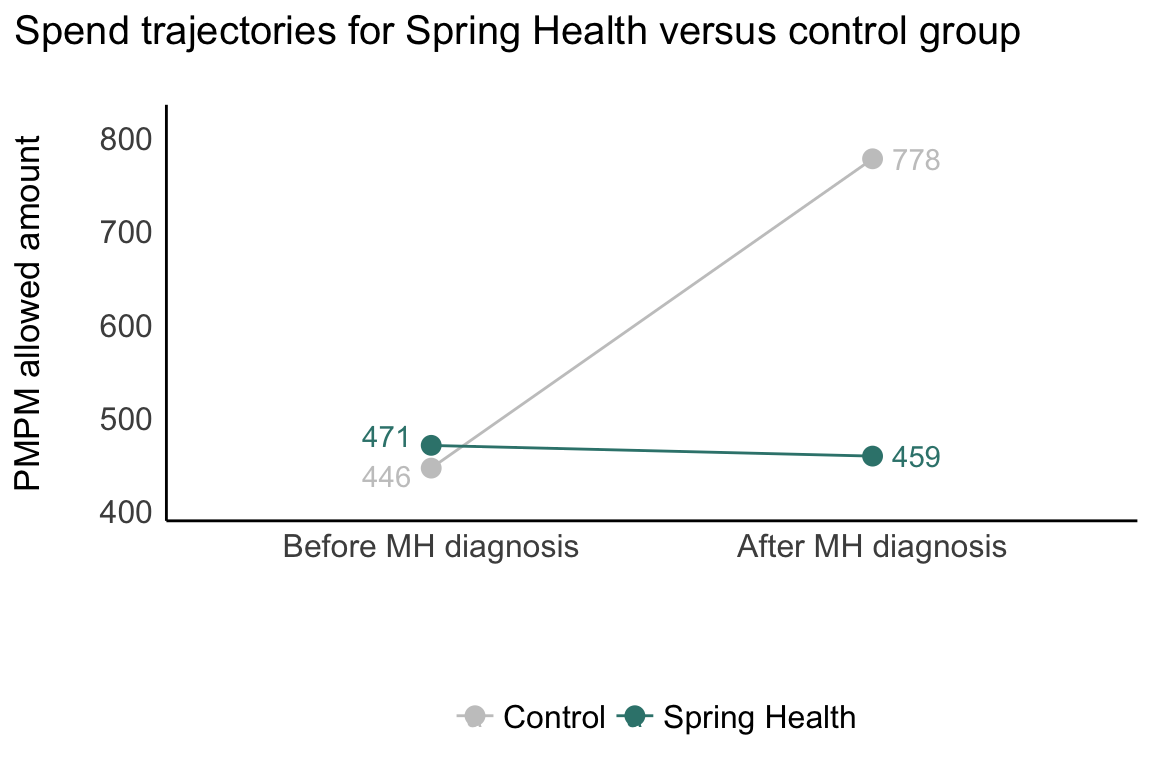 Spend trajectories for Spring Health versus control group
PMPM allowed amount
800
700
600
500
400
778
471
446
459
Before MH diagnosis After MH diagnosis
Control Spring Health